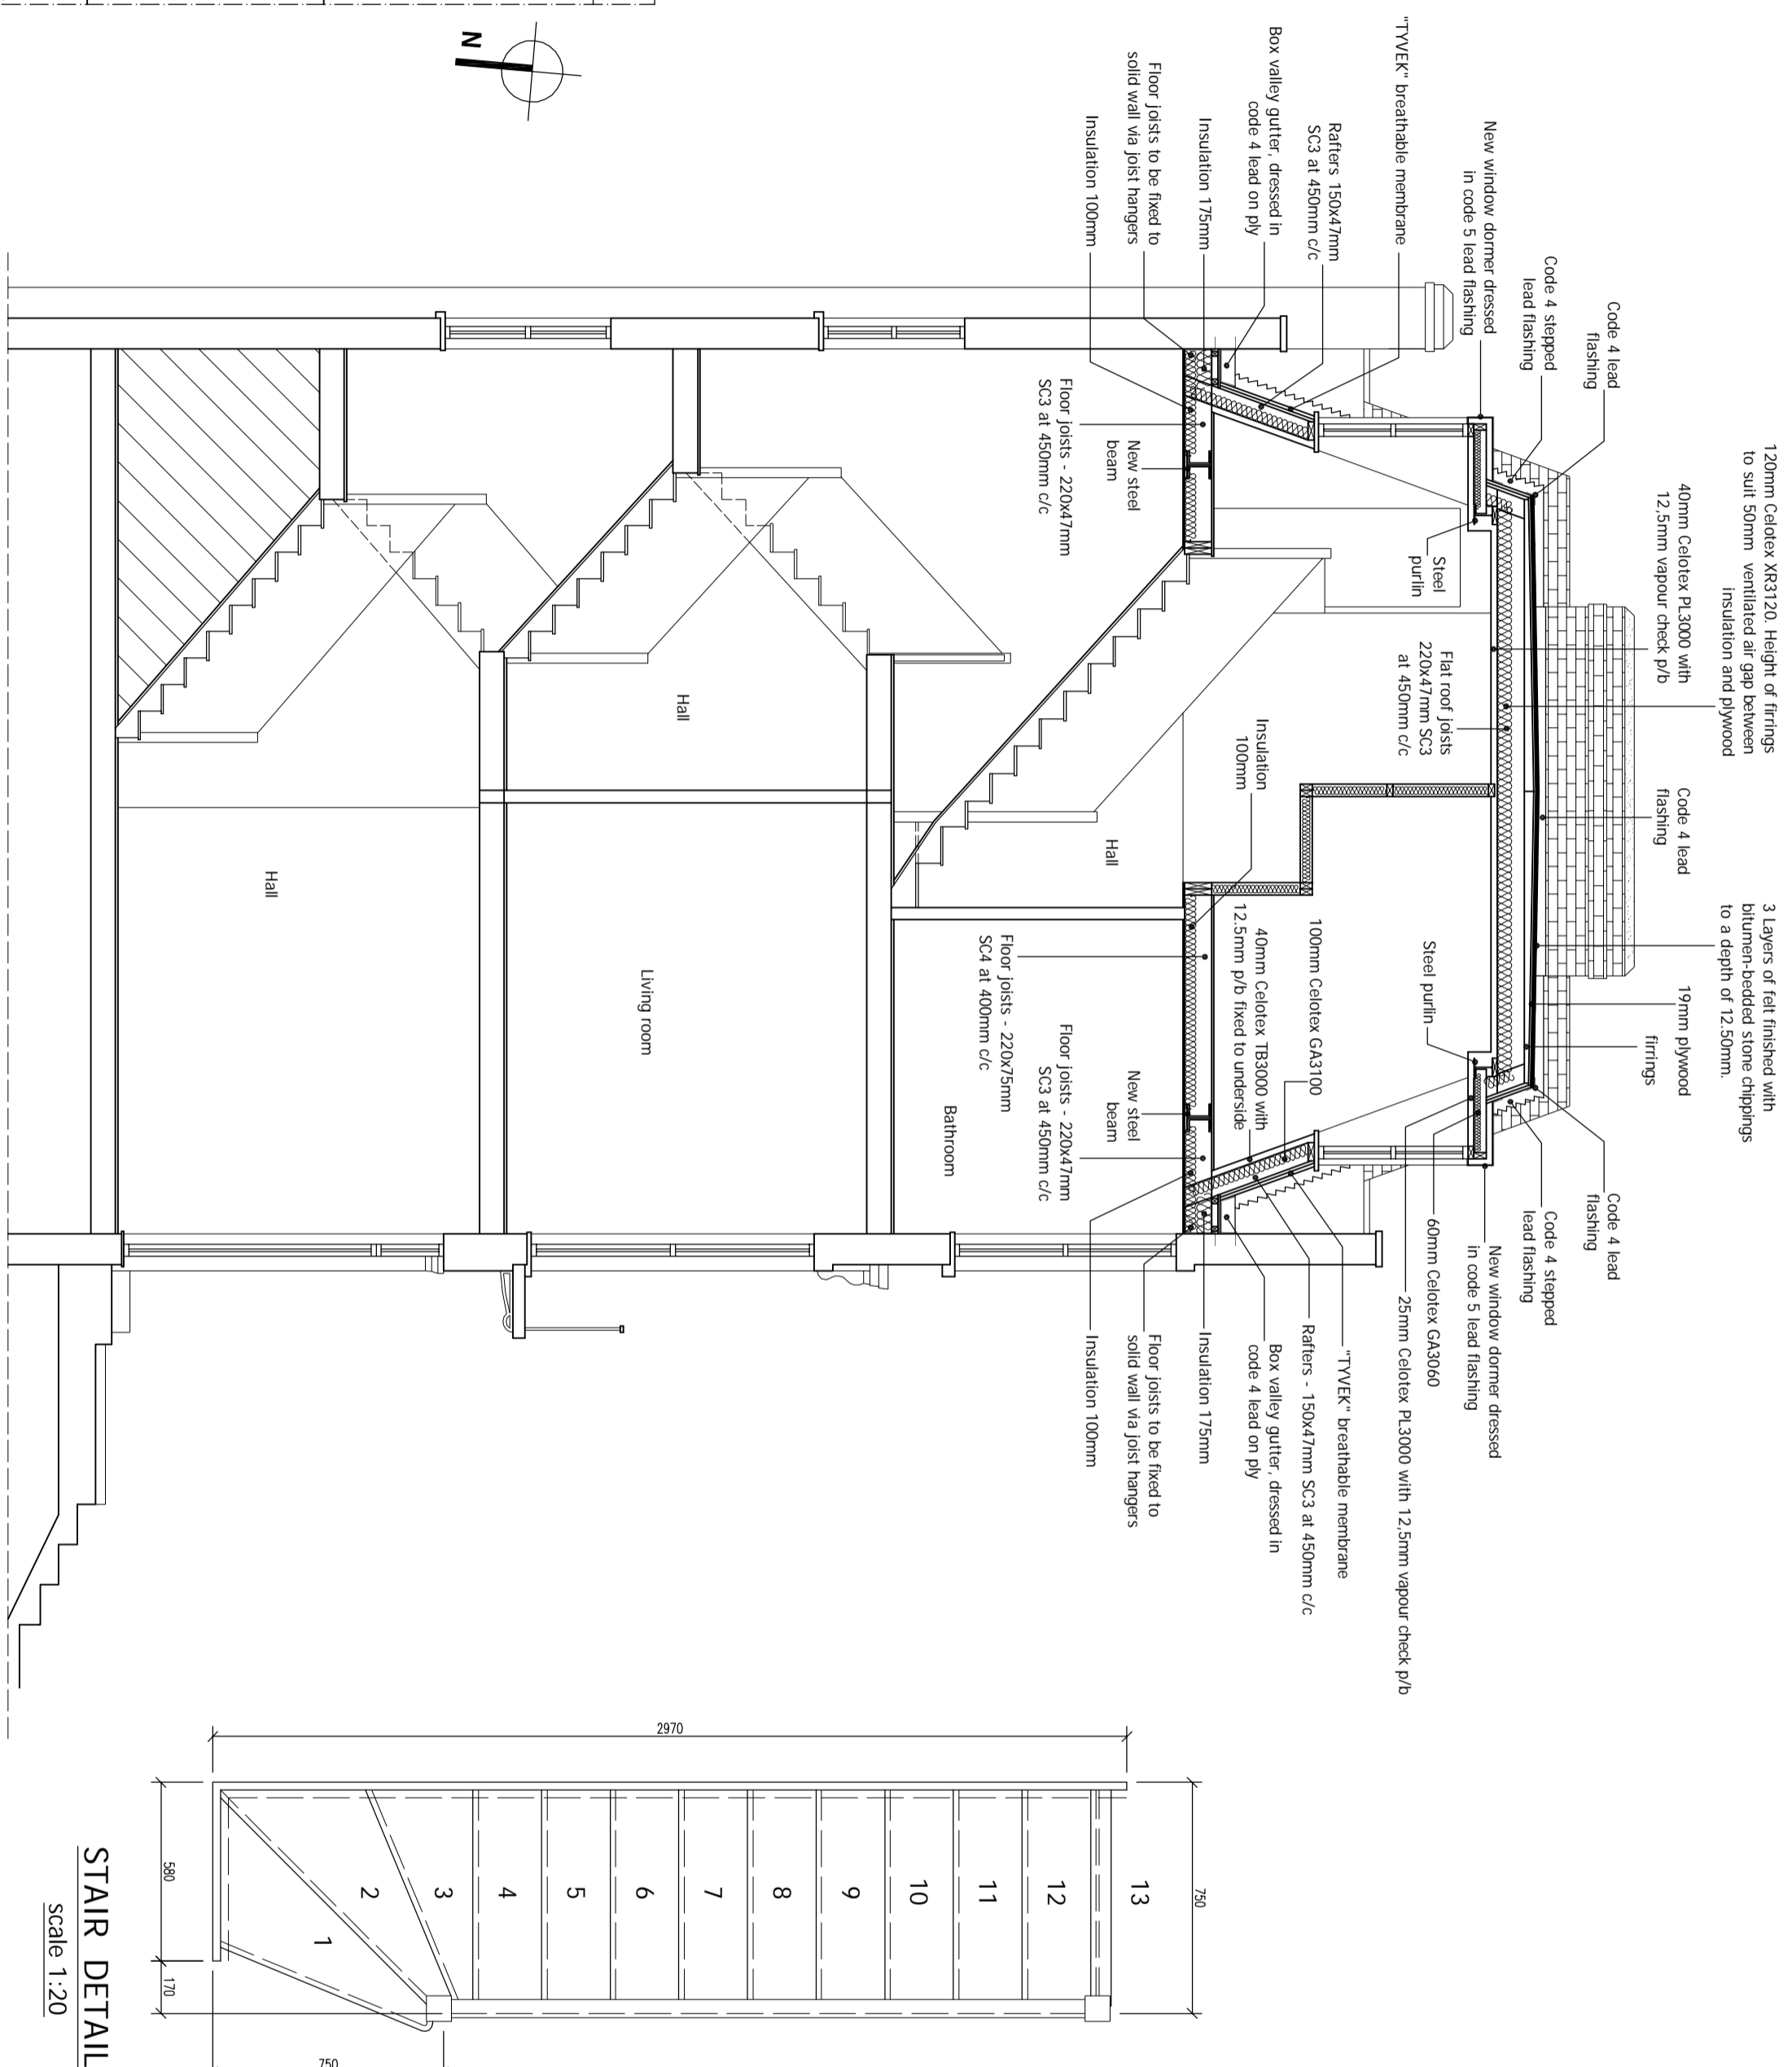 120mm Celotex XR3120. Height of firrings
to suit 50mm ventilated air gap between
insulation and plywood
3 Layers of felt finished with
bitumen-bedded stone chippings
to a depth of 12.50mm.
40mm Celotex PL3000 with
12,5mm vapour check p/b
Code 4 lead
flashing
19mm plywood
firrings
Code 4 lead
flashing
Code 4 lead
flashing
Code 4 stepped
lead flashing
Code 4 stepped
lead flashing
New window dormer dressed
in code 5 lead flashing
New window dormer dressed
in code 5 lead flashing
Steel
purlin
Flat roof joists
220x47mm SC3
at 450mm c/c
Steel purlin
60mm Celotex GA3060
25mm Celotex PL3000 with 12,5mm vapour check p/b
"TYVEK" breathable membrane
"TYVEK" breathable membrane
Rafters 150x47mm
SC3 at 450mm c/c
Rafters - 150x47mm SC3 at 450mm c/c
Box valley gutter, dressed in
code 4 lead on ply
Insulation
100mm
100mm Celotex GA3100
40mm Celotex TB3000 with
12.5mm p/b fixed to underside
Box valley gutter, dressed in
code 4 lead on ply
Insulation 175mm
Insulation 175mm
Floor joists to be fixed to
solid wall via joist hangers
Floor joists to be fixed to
solid wall via joist hangers
Insulation 100mm
Insulation 100mm
New steel
beam
New steel
beam
Floor joists - 220x47mm
SC3 at 450mm c/c
Floor joists - 220x47mm
SC3 at 450mm c/c
Floor joists - 220x75mm
SC4 at 400mm c/c
Hall
Bathroom
Hall
Living room
Hall
N
2970
750
580
170
750
1
2
3
4
5
6
7
8
9
10
11
12
13
STAIR DETAIL
scale 1:20